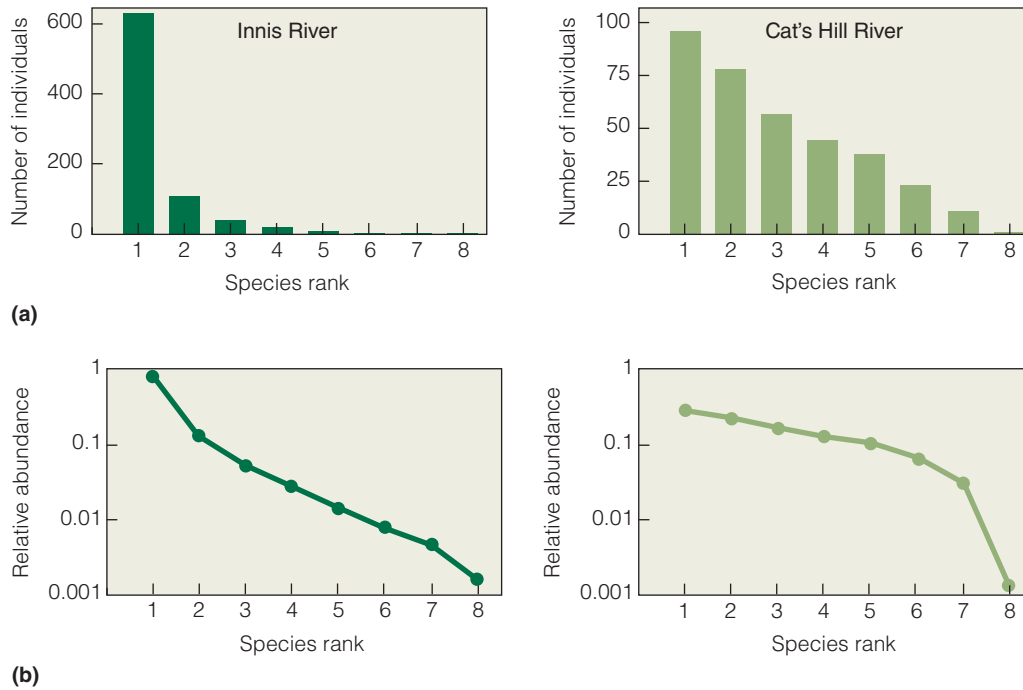 Innis River
Number of individuals
600
400
200
0
1 2 3 4 5 6 7 8
Species rank
Cat's Hill River
Number of individuals
100
75
50
25
0
1 2 3 4 5 6 7 8
Species rank
(a)
Relative abundance
1
0.1
0.01
0.001
1 2 3 4 5 6 7 8
Species rank
Relative abundance
1
0.1
0.01
0.001
1 2 3 4 5 6 7 8
Species rank
(b)